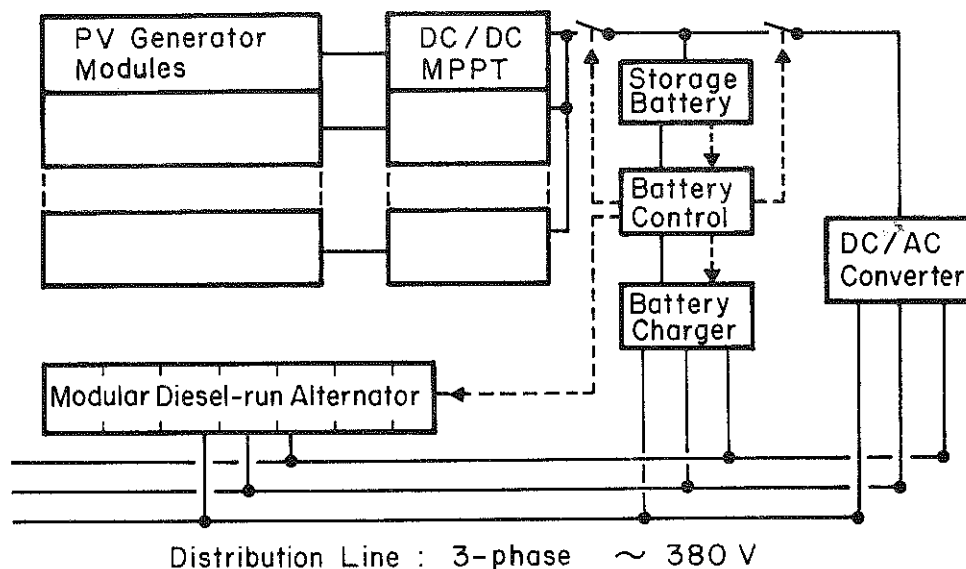 PV Generator
Modules
DC/DC
MPPT
Storage
Battery
Battery
Control
DC/AC
Converter
Battery
Charger
Modular Diesel-run Alternator
Distribution Line : 3-phase ~ 380 V